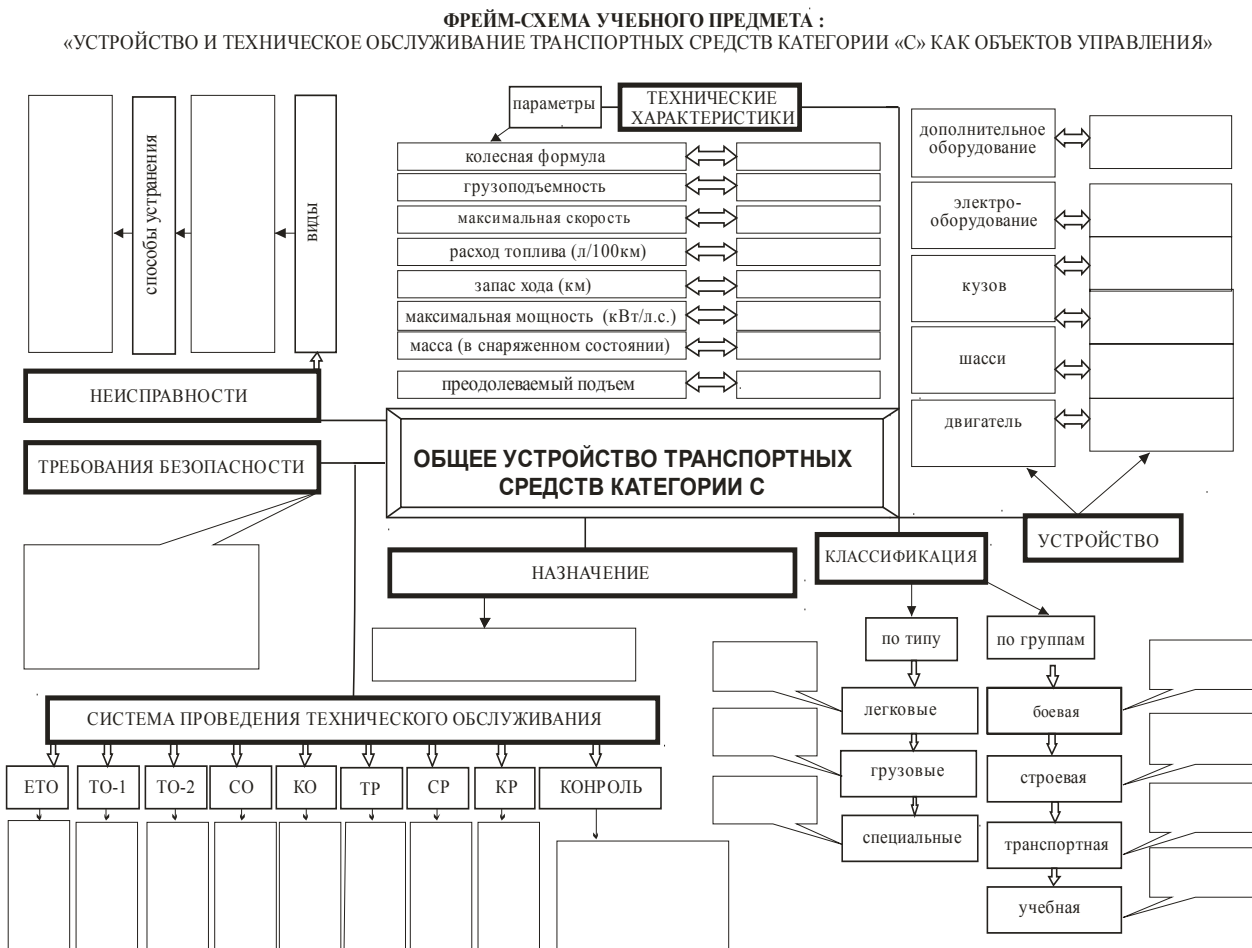 ФРЕЙМ-СХЕМА УЧЕБНОГО ПРЕДМЕТА :
«УСТРОЙСТВО И ТЕХНИЧЕСКОЕ ОБСЛУЖИВАНИЕ ТРАНСПОРТНЫХ СРЕДСТВ КАТЕГОРИИ «С» КАК ОБЪЕКТОВ УПРАВЛЕНИЯ»
способы устранения
виды
НЕИСПРАВНОСТИ
параметры
ТЕХНИЧЕСКИЕ
ХАРАКТЕРИСТИКИ
колесная формула
грузоподъемность
максимальная скорость
расход топлива (л/100км)
запас хода (км)
максимальная мощность (кВт/л.с.)
масса (в снаряженном состоянии)
преодолеваемый подъем
дополнительное
оборудование
электро-
оборудование
кузов
шасси
двигатель
ТРЕБОВАНИЯ БЕЗОПАСНОСТИ
ОБЩЕЕ УСТРОЙСТВО ТРАНСПОРТНЫХ
СРЕДСТВ КАТЕГОРИИ С
УСТРОЙСТВО
НАЗНАЧЕНИЕ
КЛАССИФИКАЦИЯ
по типу
по группам
легковые
грузовые
специальные
боевая
строевая
транспортная
учебная
СИСТЕМА ПРОВЕДЕНИЯ ТЕХНИЧЕСКОГО ОБСЛУЖИВАНИЯ
ЕТО
ТО-1
ТО-2
СО
КО
ТР
СР
КР
КОНРОЛЬ